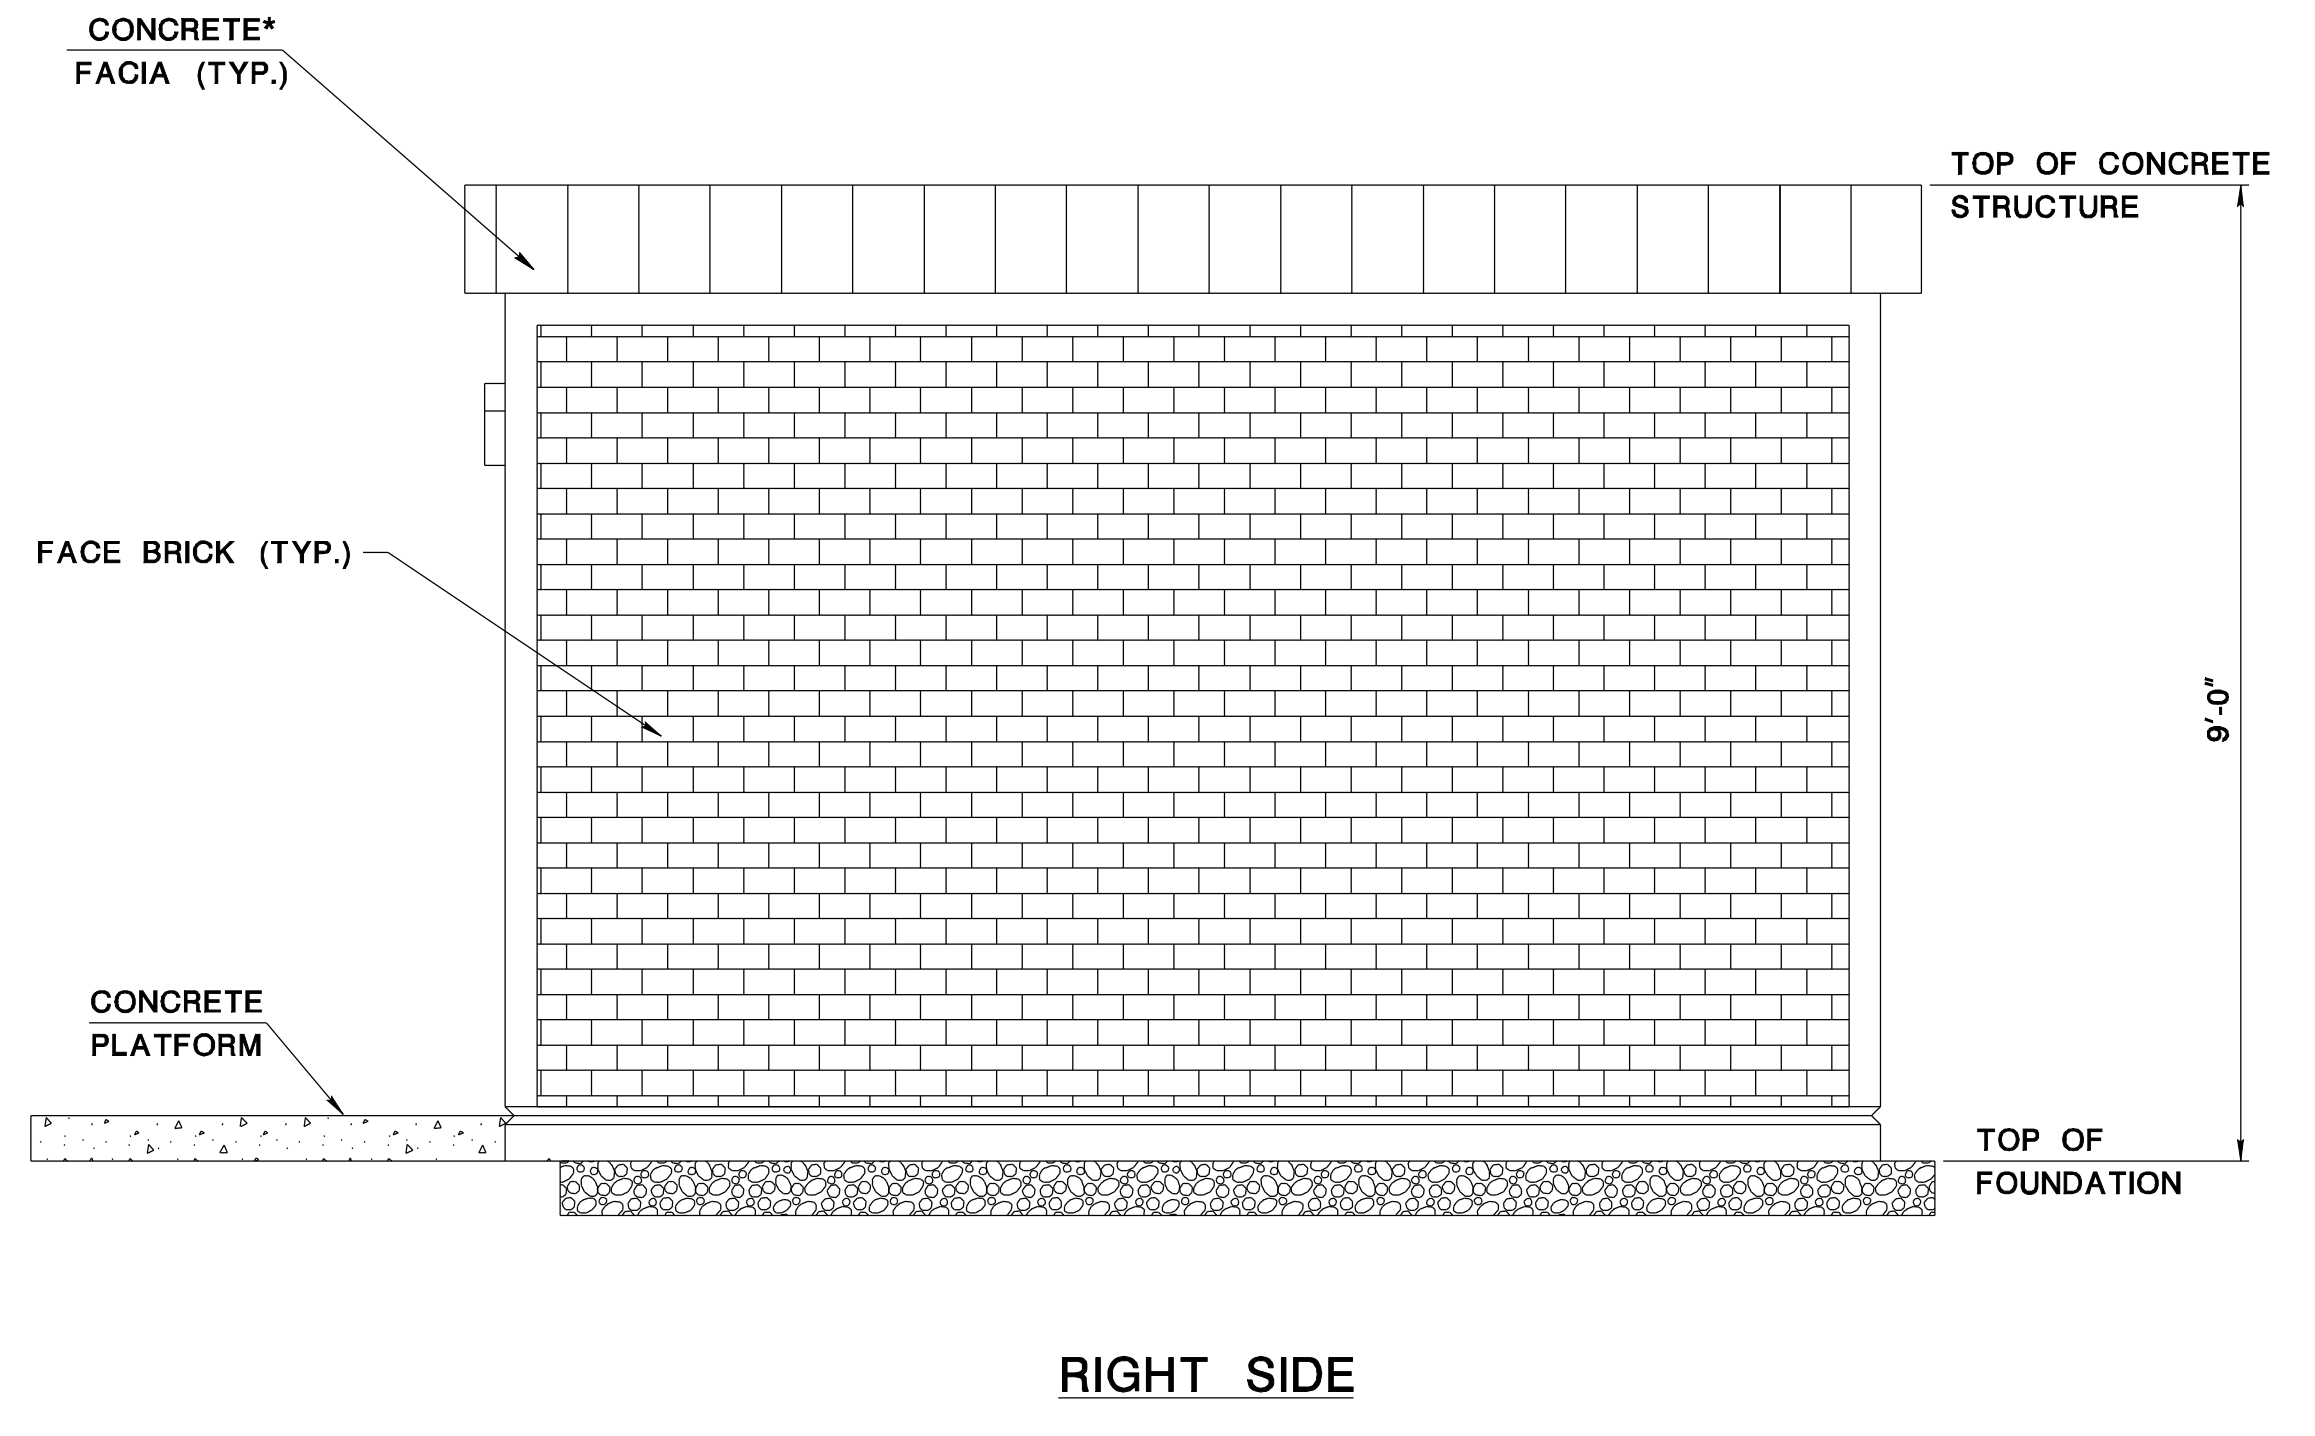 CONCRETE*
FACIA (TYP.)
TOP OF CONCRETE
STRUCTURE
FACE BRICK (TYP.)
9'-0"
CONCRETE
PLATFORM
TOP OF
FOUNDATION
RIGHT SIDE